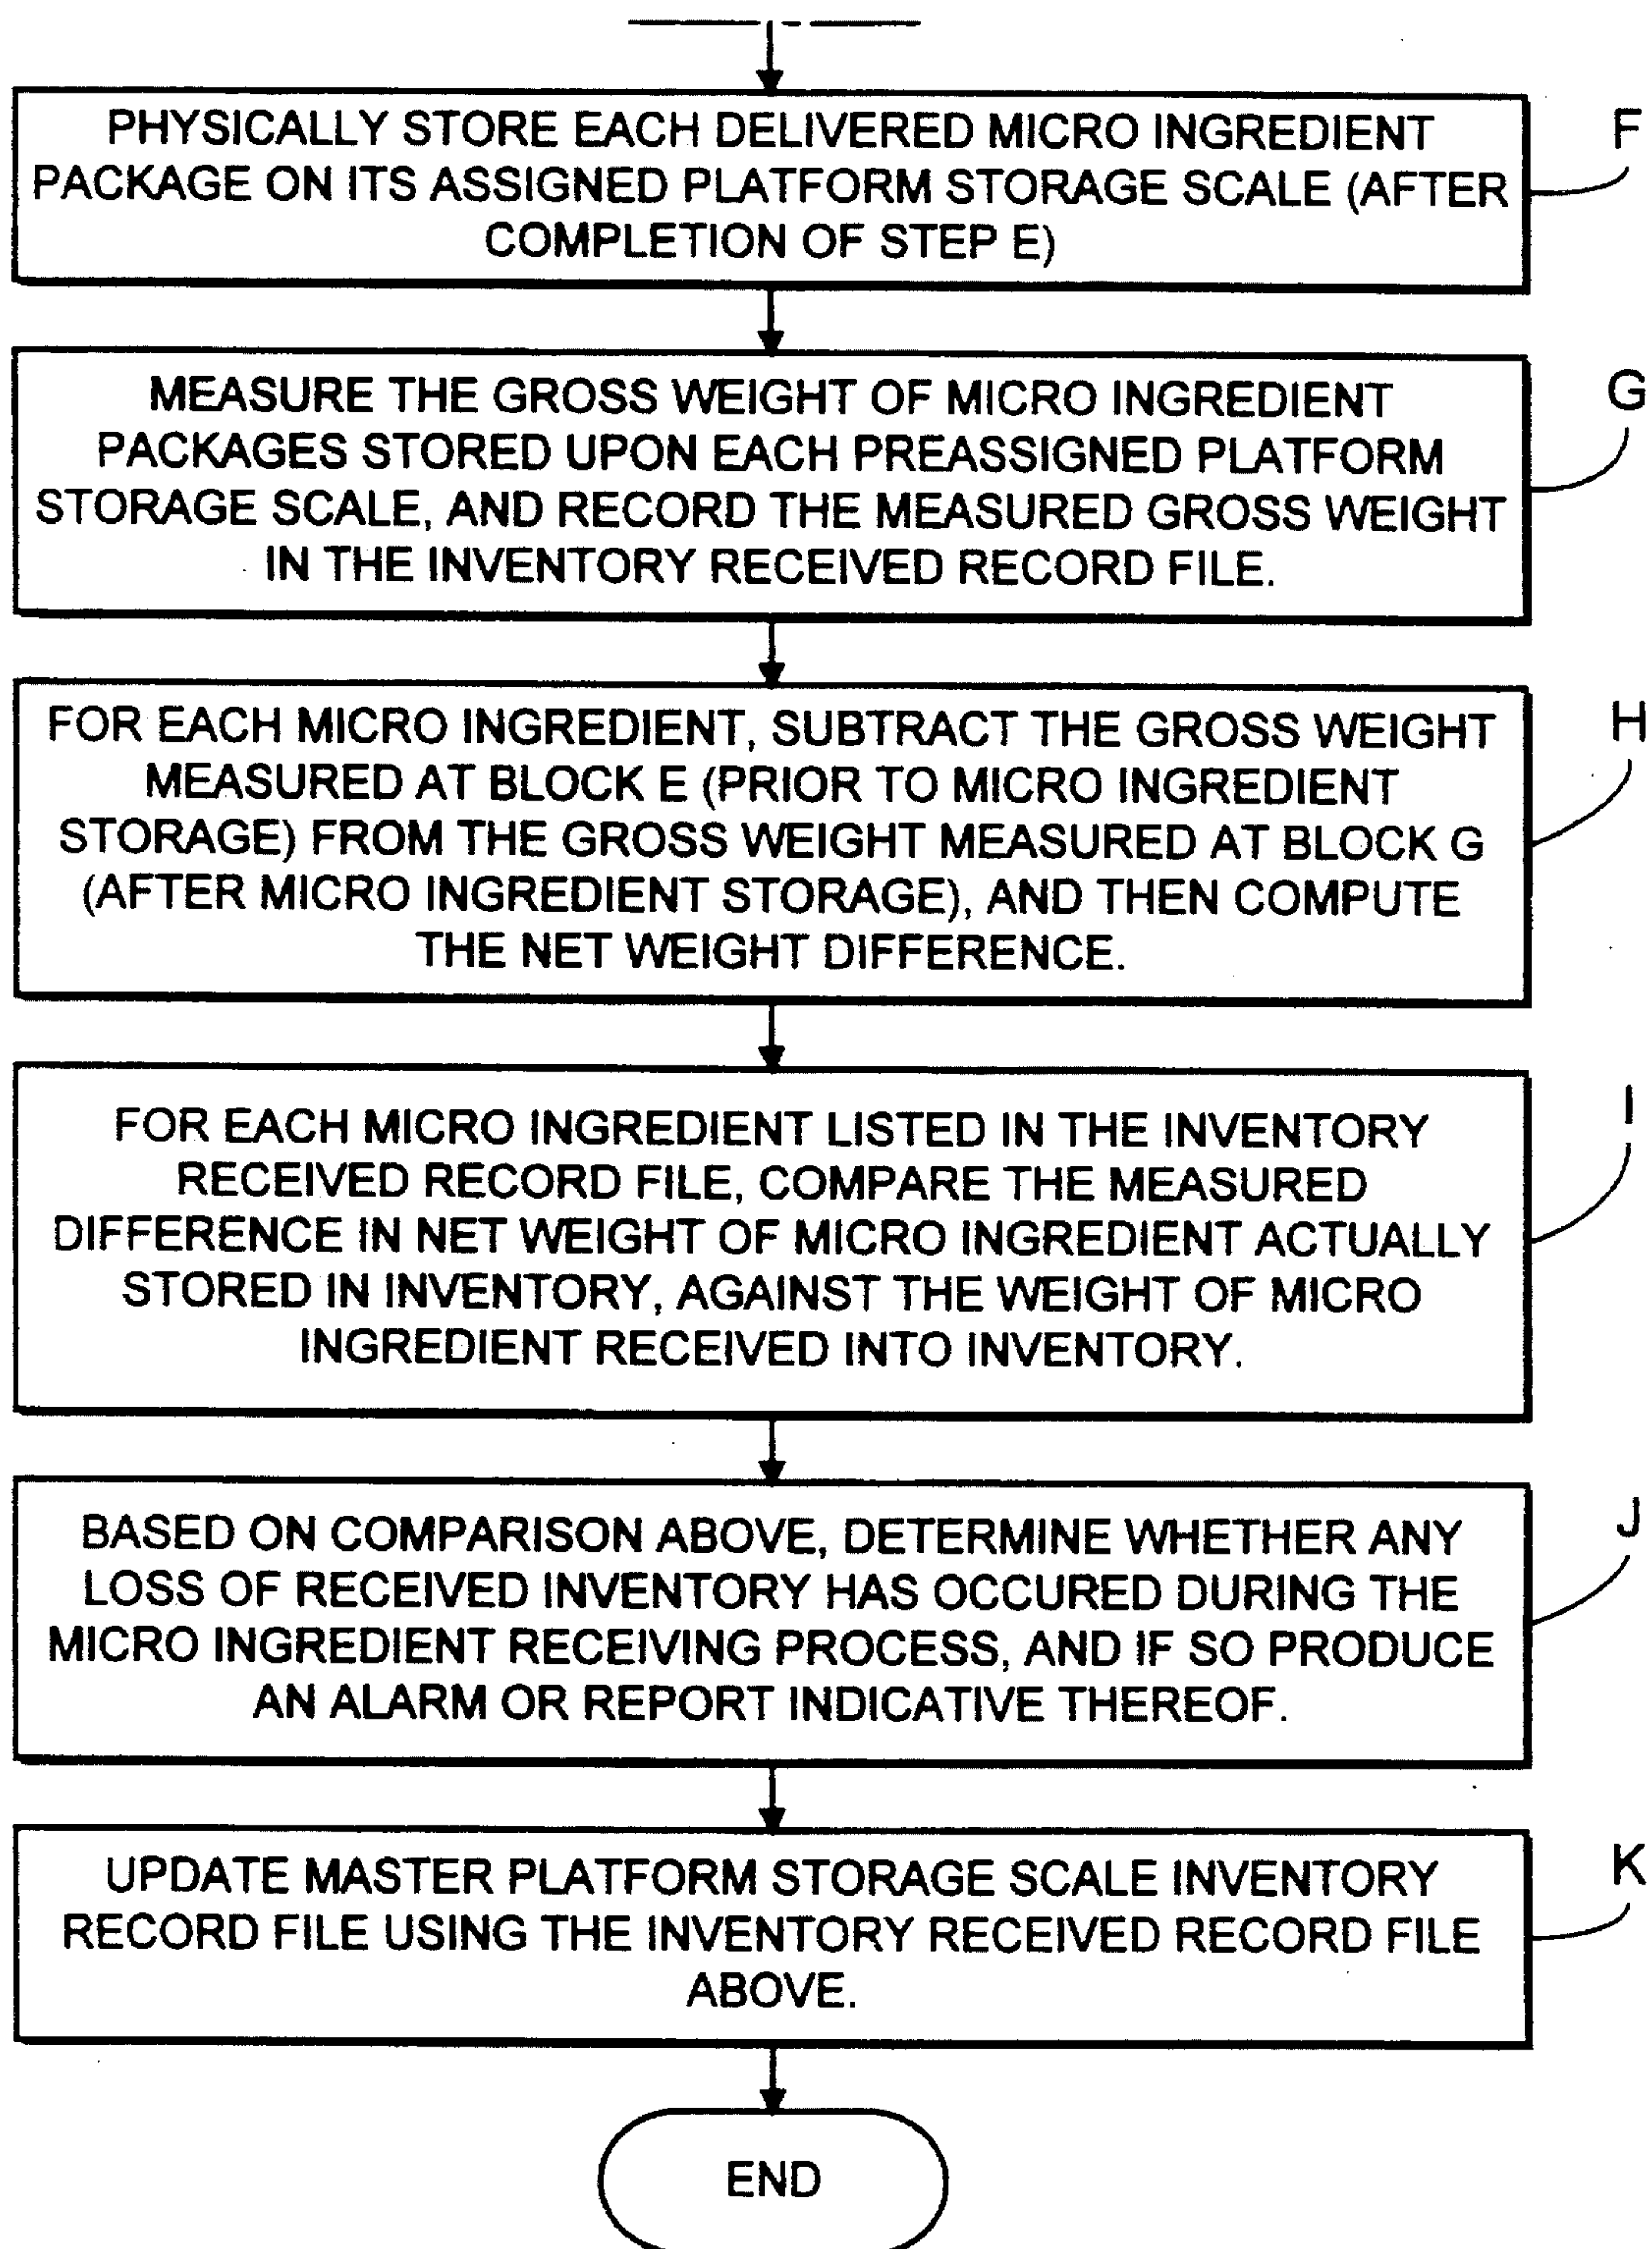 PHYSICALLY STORE EACH DELIVERED MICRO INGREDIENT
PACKAGE ON ITS ASSIGNED PLATFORM STORAGE SCALE (AFTER
COMPLETION OF STEP E)
F
MEASURE THE GROSS WEIGHT OF MICRO INGREDIENT
PACKAGES STORED UPON EACH PREASSIGNED PLATFORM
STORAGE SCALE, AND RECORD THE MEASURED GROSS WEIGHT
IN THE INVENTORY RECEIVED RECORD FILE.
G
FOR EACH MICRO INGREDIENT, SUBTRACT THE GROSS WEIGHT
MEASURED AT BLOCK E (PRIOR TO MICRO INGREDIENT
STORAGE) FROM THE GROSS WEIGHT MEASURED AT BLOCK G
(AFTER MICRO INGREDIENT STORAGE), AND THEN COMPUTE
THE NET WEIGHT DIFFERENCE.
H
FOR EACH MICRO INGREDIENT LISTED IN THE INVENTORY
RECEIVED RECORD FILE, COMPARE THE MEASURED
DIFFERENCE IN NET WEIGHT OF MICRO INGREDIENT ACTUALLY
STORED IN INVENTORY, AGAINST THE WEIGHT OF MICRO
INGREDIENT RECEIVED INTO INVENTORY.
I
BASED ON COMPARISON ABOVE, DETERMINE WHETHER ANY
LOSS OF RECEIVED INVENTORY HAS OCCURED DURING THE
MICRO INGREDIENT RECEIVING PROCESS, AND IF SO PRODUCE
AN ALARM OR REPORT INDICATIVE THEREOF.
J
UPDATE MASTER PLATFORM STORAGE SCALE INVENTORY
RECORD FILE USING THE INVENTORY RECEIVED RECORD FILE
ABOVE.
K
END